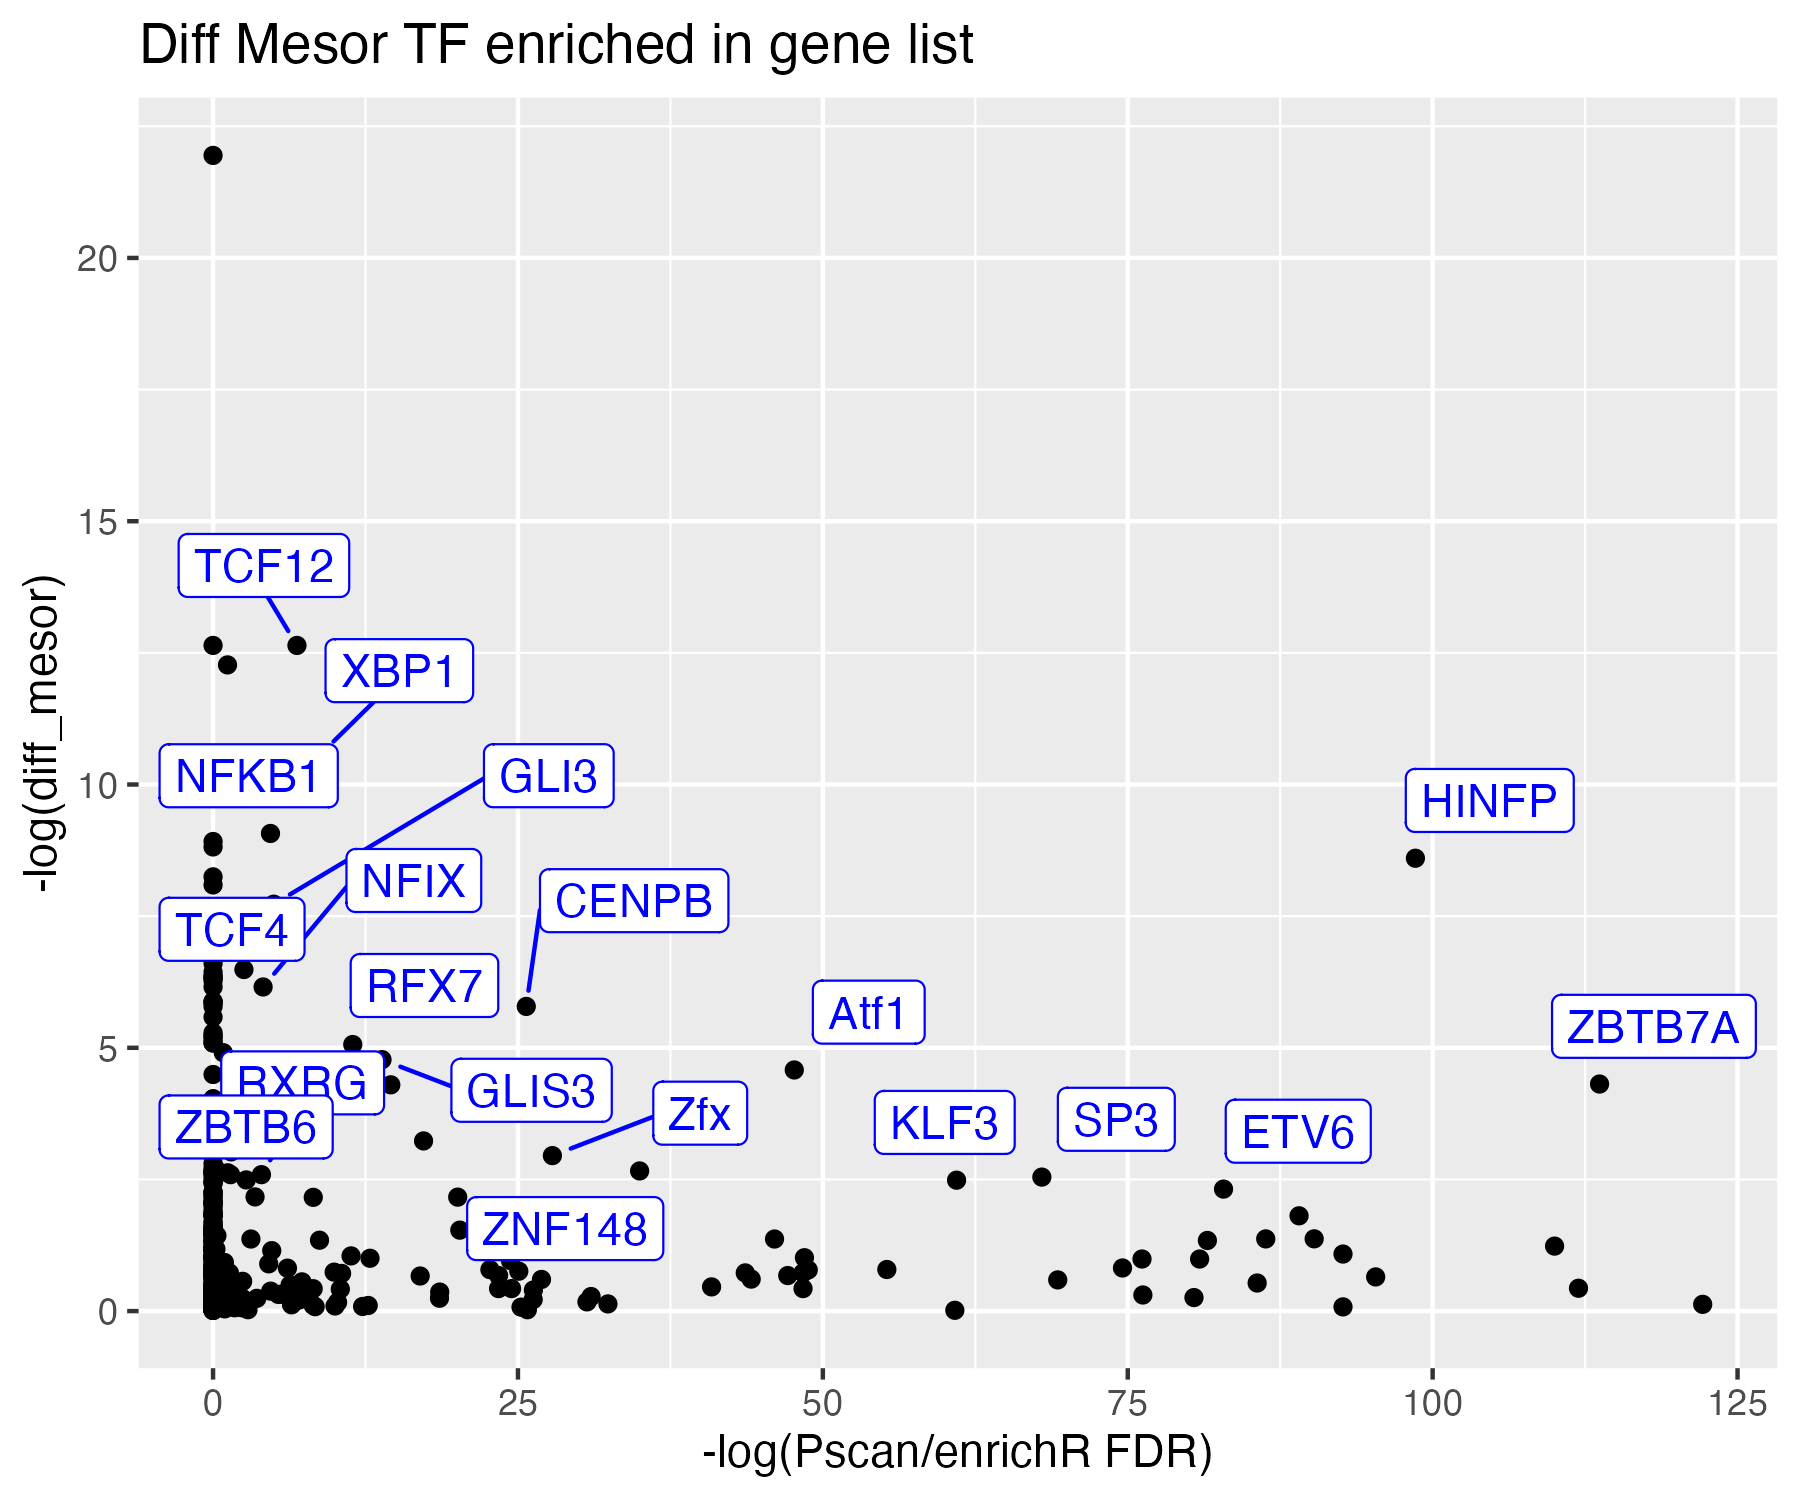 Diff Mesor TF enriched in gene list
-log(diff_mesor)
20
15
10
5
0
TCF12
XBP1
NFKB1
GLI3
HINFP
NFIX
CENPB
TCF4
RFX7
Atf1
ZBTB7A
RXRG
GLIS3
Zfx
KLF3
SP3
ETV6
ZBTB6
ZNF148
0
25
50
75
100
125
-log(Pscan/enrichR FDR)